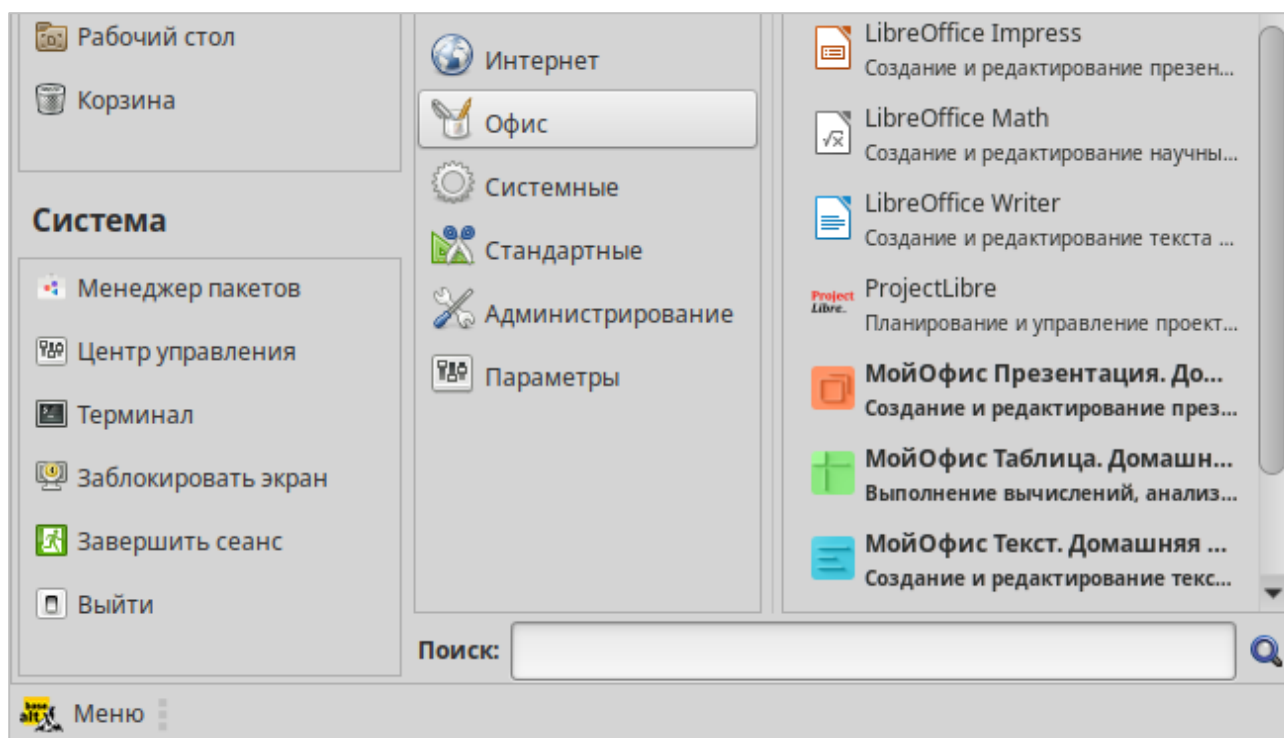 Рабочий стол
Корзина
Система
Менеджер пакетов
Центр управления
Терминал
Заблокировать экран
Завершить сеанс
Выйти
Интернет
Офис
Системные
Стандартные
Администрирование
Параметры
LibreOffice Impress
Создание и редактирование презен...
LibreOffice Math
Создание и редактирование научны...
LibreOffice Writer
Создание и редактирование текста ...
Project
Libre.
ProjectLibre
Планирование и управление проект...
МойОфис Презентация. До...
Создание и редактирование през...
МойОфис Таблица. Домашн...
Выполнение вычислений, анализ...
МойОфис Текст. Домашняя ...
Создание и редактирование текс...
Поиск:
base
alt
Меню